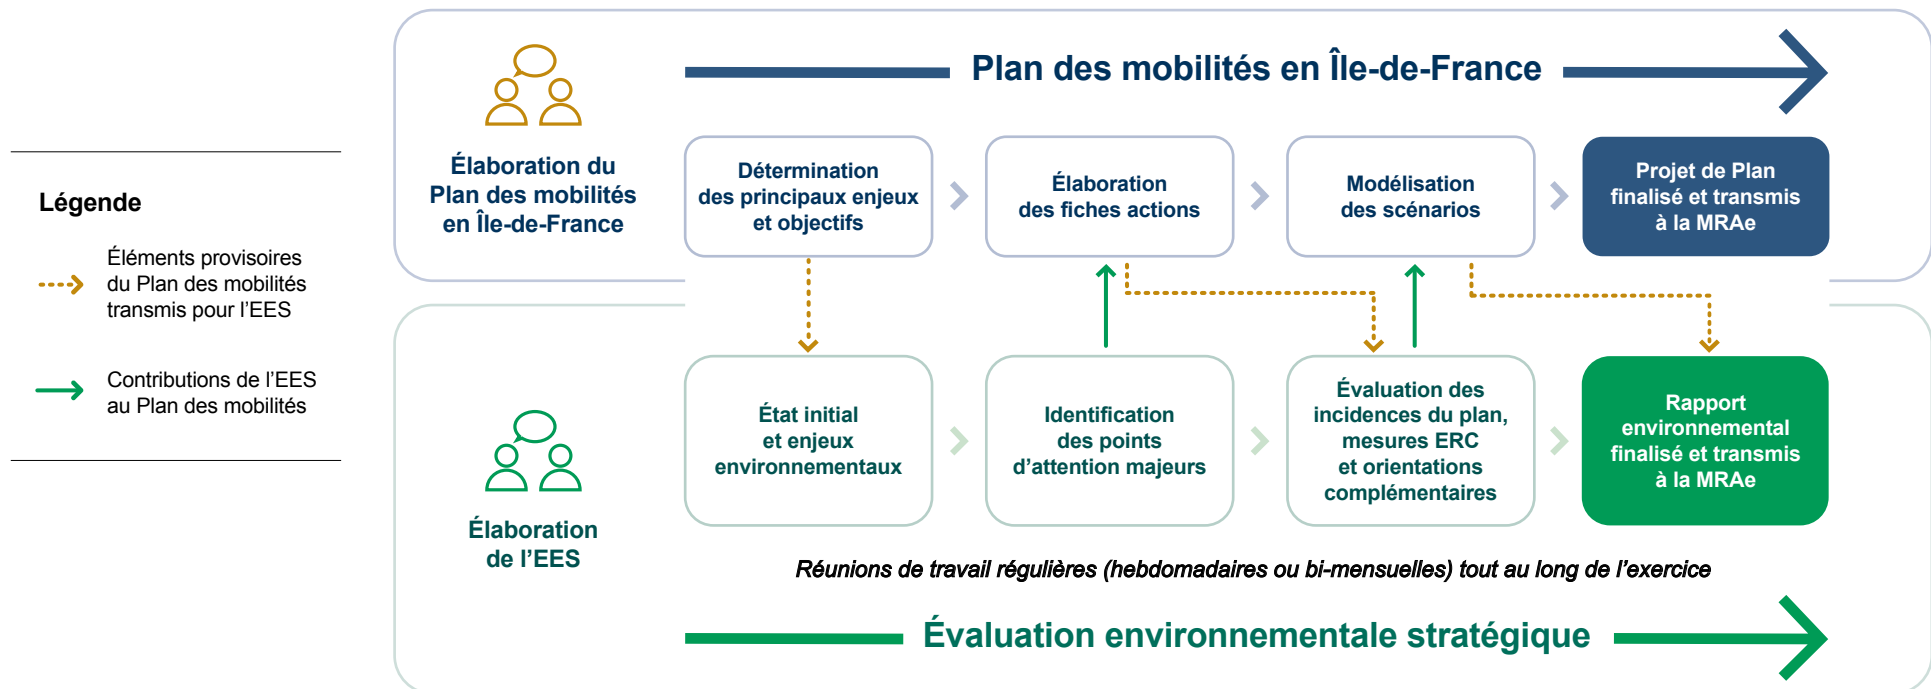 Légende
Éléments provisoires
du Plan des mobilités
transmis pour l'EES
Contributions de l'EES
au Plan des mobilités
Plan des mobilités en Île-de-France
Élaboration du
Plan des mobilités
en Île-de-France
Détermination
des principaux enjeux
et objectifs
Élaboration
des fiches actions
Modélisation
des scénarios
Projet de Plan
finalisé et transmis
à la MRAe
Élaboration
de l'EES
État initial
et enjeux
environnementaux
Identification
des points
d'attention majeurs
Évaluation des
incidences du plan,
mesures ERC
et orientations
complémentaires
Rapport
environnemental
finalisé et transmis
à la MRAe
Réunions de travail régulières (hebdomadaires ou bi-mensuelles) tout au long de l'exercice
Évaluation environnementale stratégique